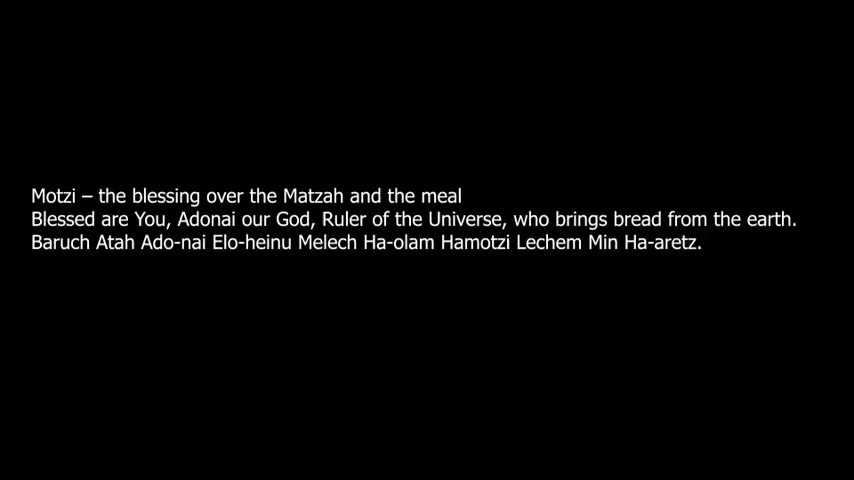 Motzi – the blessing over the Matzah and the meal
Blessed are You, Adonai our God, Ruler of the Universe, who brings bread from the earth.
Baruch Atah Ado-nai Elo-heinu Melech Ha-olam Hamotzi Lechem Min Ha-aretz.